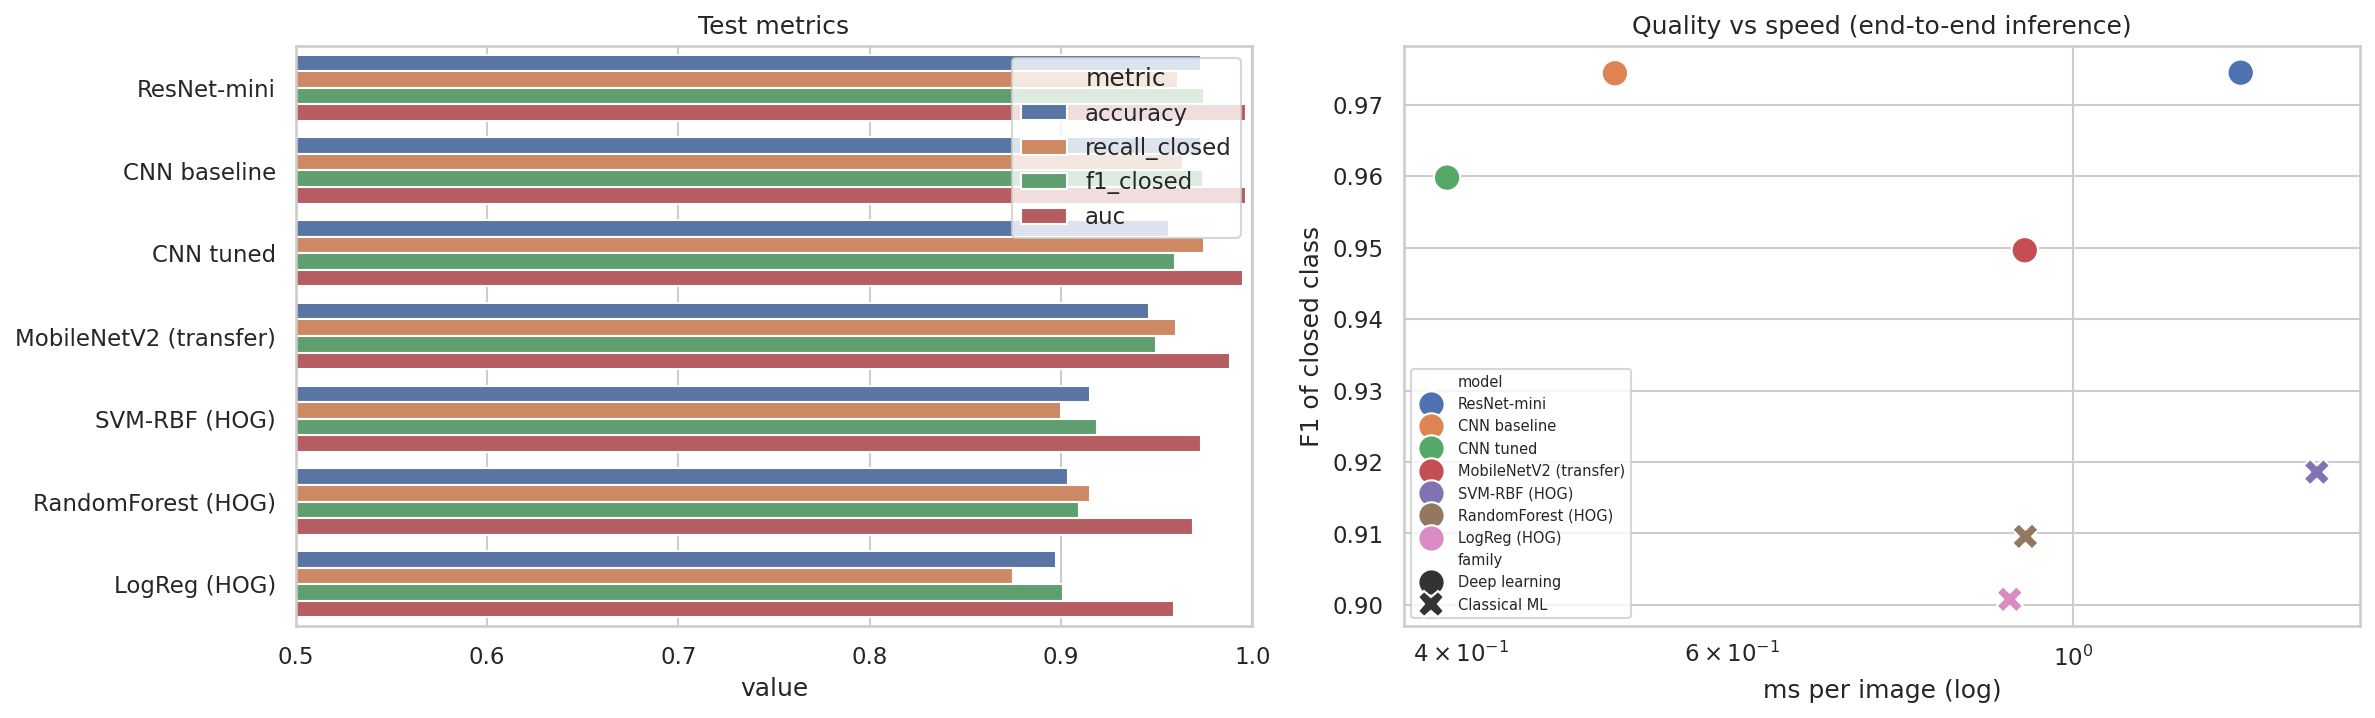 Test metrics
ResNet-mini
CNN baseline
CNN tuned
MobileNetV2 (transfer)
SVM-RBF (HOG)
RandomForest (HOG)
LogReg (HOG)
metric
accuracy
recall_closed
f1_closed
auc
0.5 0.6 0.7 0.8 0.9 1.0
value
Quality vs speed (end-to-end inference)
F1 of closed class
0.97
0.96
0.95
0.94
0.93
0.92
0.91
0.90
model
ResNet-mini
CNN baseline
CNN tuned
MobileNetV2 (transfer)
SVM-RBF (HOG)
RandomForest (HOG)
LogReg (HOG)
family
Deep learning
Classical ML
4 × 10⁻¹ 6 × 10⁻¹ 10⁰
ms per image (log)